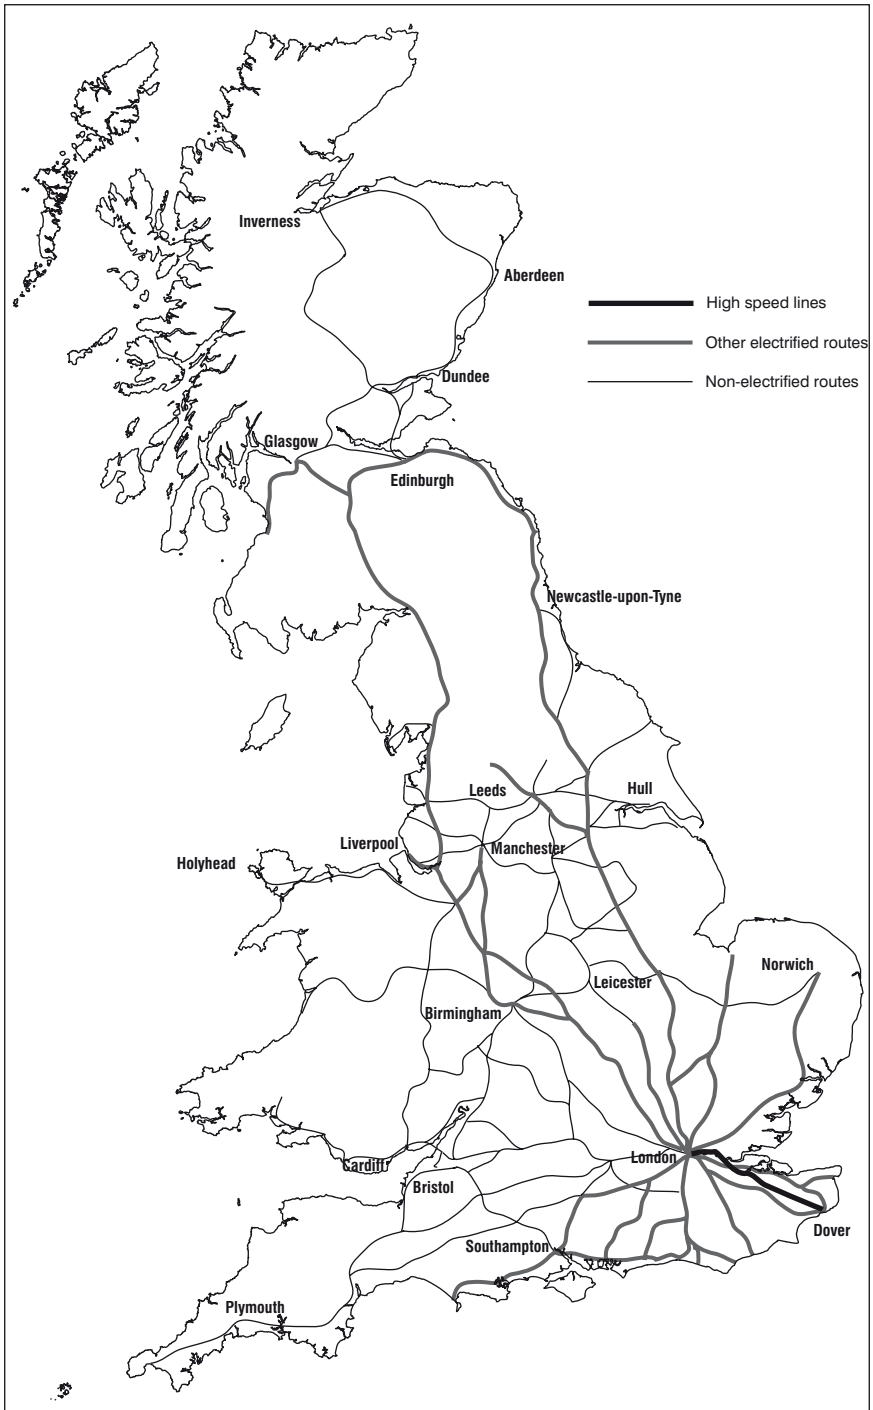 Inverness
Aberdeen
High speed lines
Other electrified routes
Dundee
Non-electrified routes
Glasgow
Edinburgh
Newcastle-upon-Tyne
Leeds
Hull
Liverpool
Manchester
Holyhead
Norwich
Leicester
Birmingham
London
Cardiff
Bristol
Dover
Southampton
Plymouth